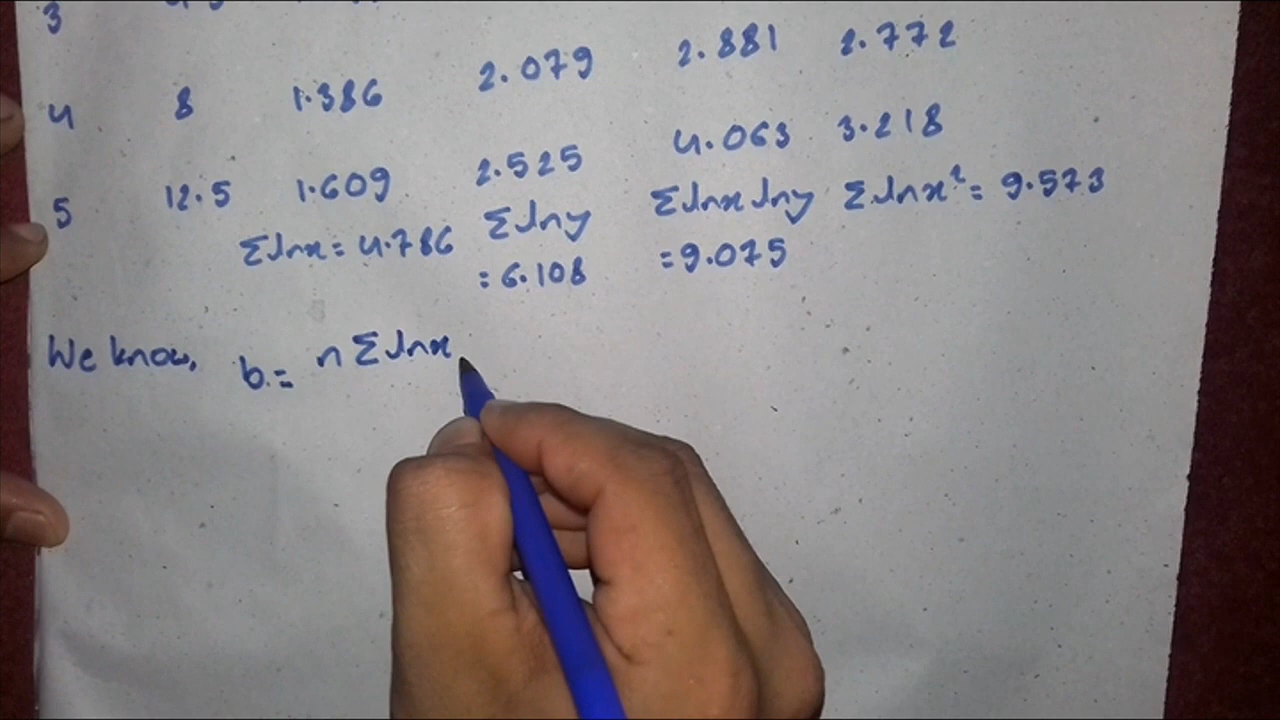 3
4 8 1.386 2.079 2.881 2.772
5 12.5 1.609 2.525 4.063 3.218
Σlnx = 4.786 Σlny Σlnx lny Σlnx² = 9.573
= 6.108 = 9.075
We know, b = nΣlnx